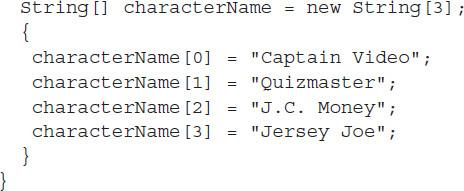 String[] characterName = new String[3];
{
characterName[0] = "Captain Video";
characterName[1] = "Quizmaster";
characterName[2] = "J.C. Money";
characterName[3] = "Jersey Joe";
}
}